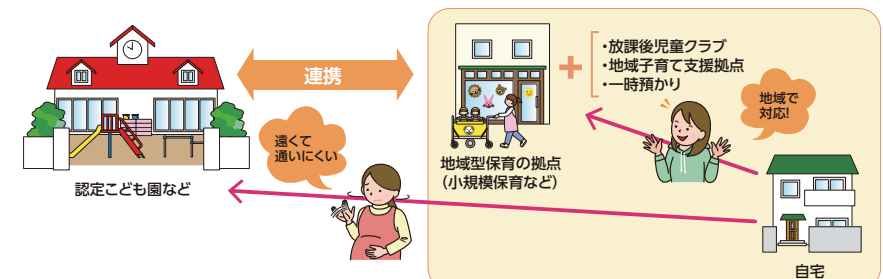 連携
・放課後児童クラブ
・地域子育て支援拠点
・一時預かり
地域で
対応!
遠くて
通いにくい
地域型保育の拠点
(小規模保育など)
認定こども園など
自宅